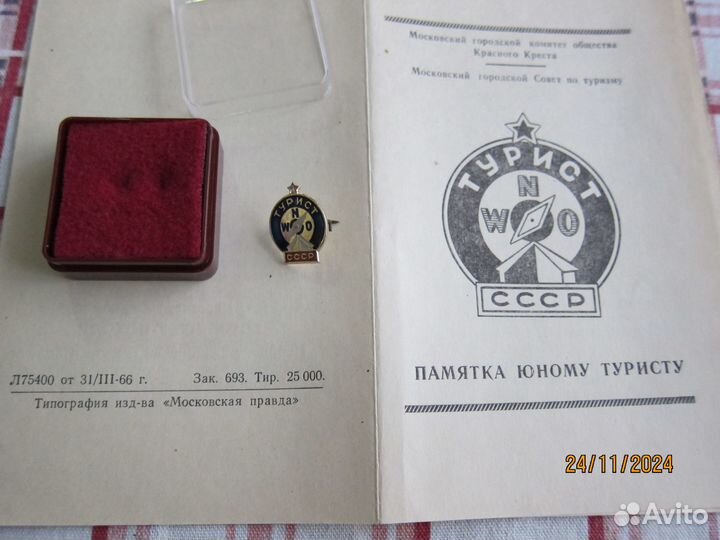 Московский городской комитет общества
Красного Креста
Московский городской Совет по туризму
ТУРИСТ
N
W O
СССР
ПАМЯТКА ЮНОМУ ТУРИСТУ
ТУРИСТ
N
W O
СССР
Л75400 от 31/III-66 г. Зак. 693. Тир. 25 000.
Типография изд-ва «Московская правда»
24/11/2024
Avito